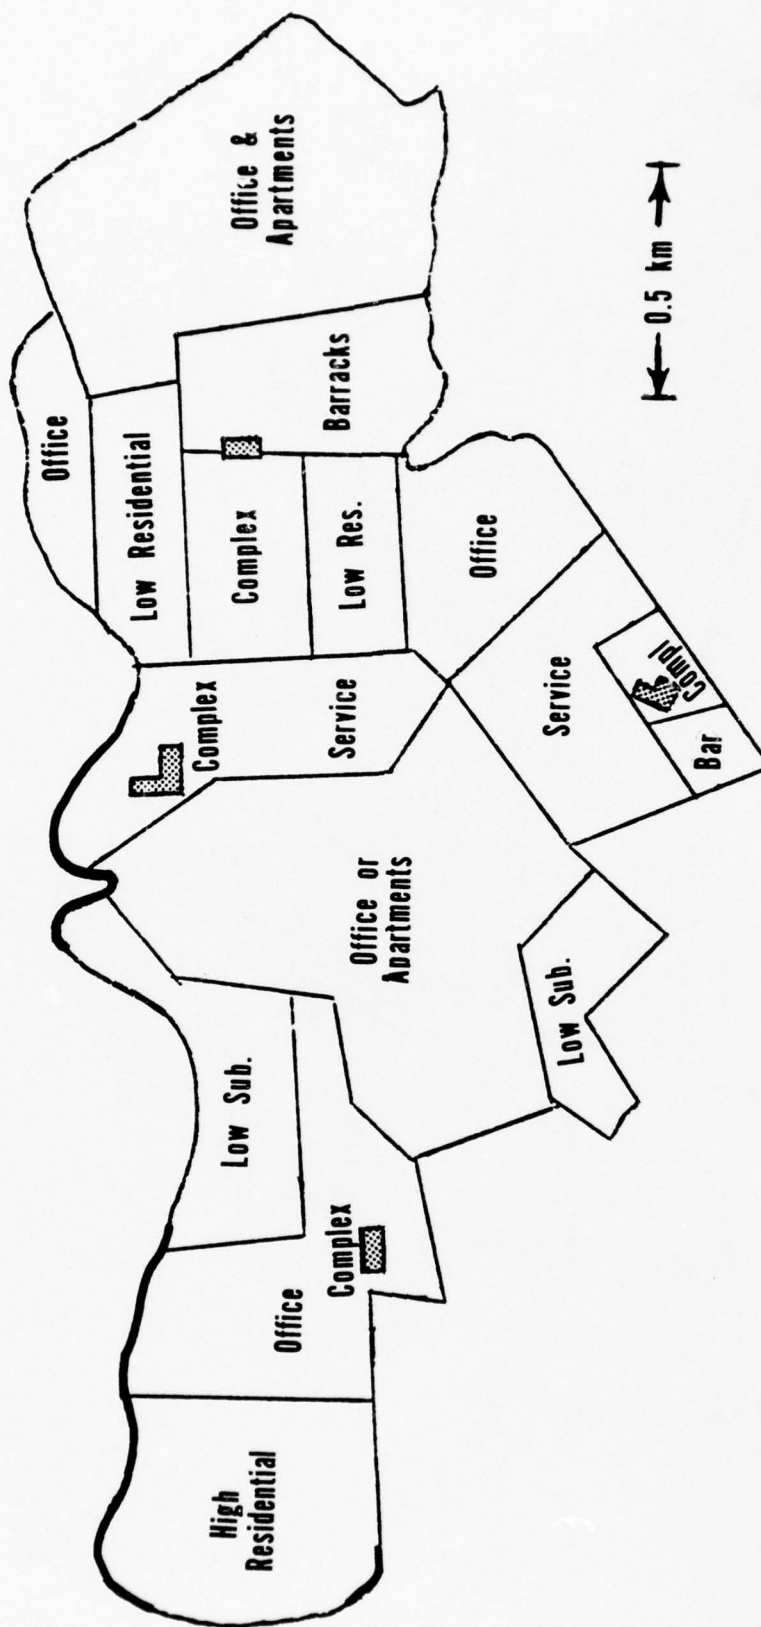 Office &
Apartments
Office
Low Residential
Barracks
Complex
Low Res.
Office
Complex
Service
Service
Compl
Bar
Office or
Apartments
Low Sub.
Low Sub.
Complex
Office
High
Residential
0.5 km